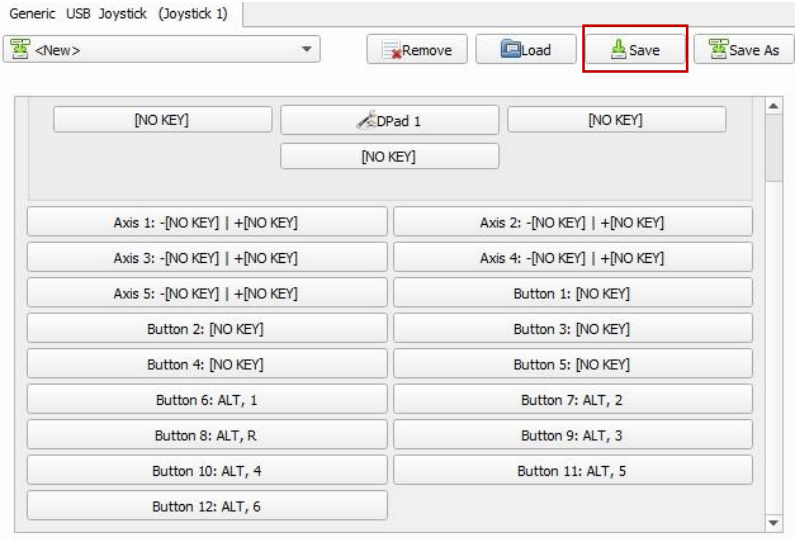 Generic USB Joystick (Joystick 1)
<New> Remove Load Save Save As
[NO KEY] DPad 1 [NO KEY]
[NO KEY]
Axis 1: -[NO KEY] | +[NO KEY] Axis 2: -[NO KEY] | +[NO KEY]
Axis 3: -[NO KEY] | +[NO KEY] Axis 4: -[NO KEY] | +[NO KEY]
Axis 5: -[NO KEY] | +[NO KEY] Button 1: [NO KEY]
Button 2: [NO KEY] Button 3: [NO KEY]
Button 4: [NO KEY] Button 5: [NO KEY]
Button 6: ALT, 1 Button 7: ALT, 2
Button 8: ALT, R Button 9: ALT, 3
Button 10: ALT, 4 Button 11: ALT, 5
Button 12: ALT, 6